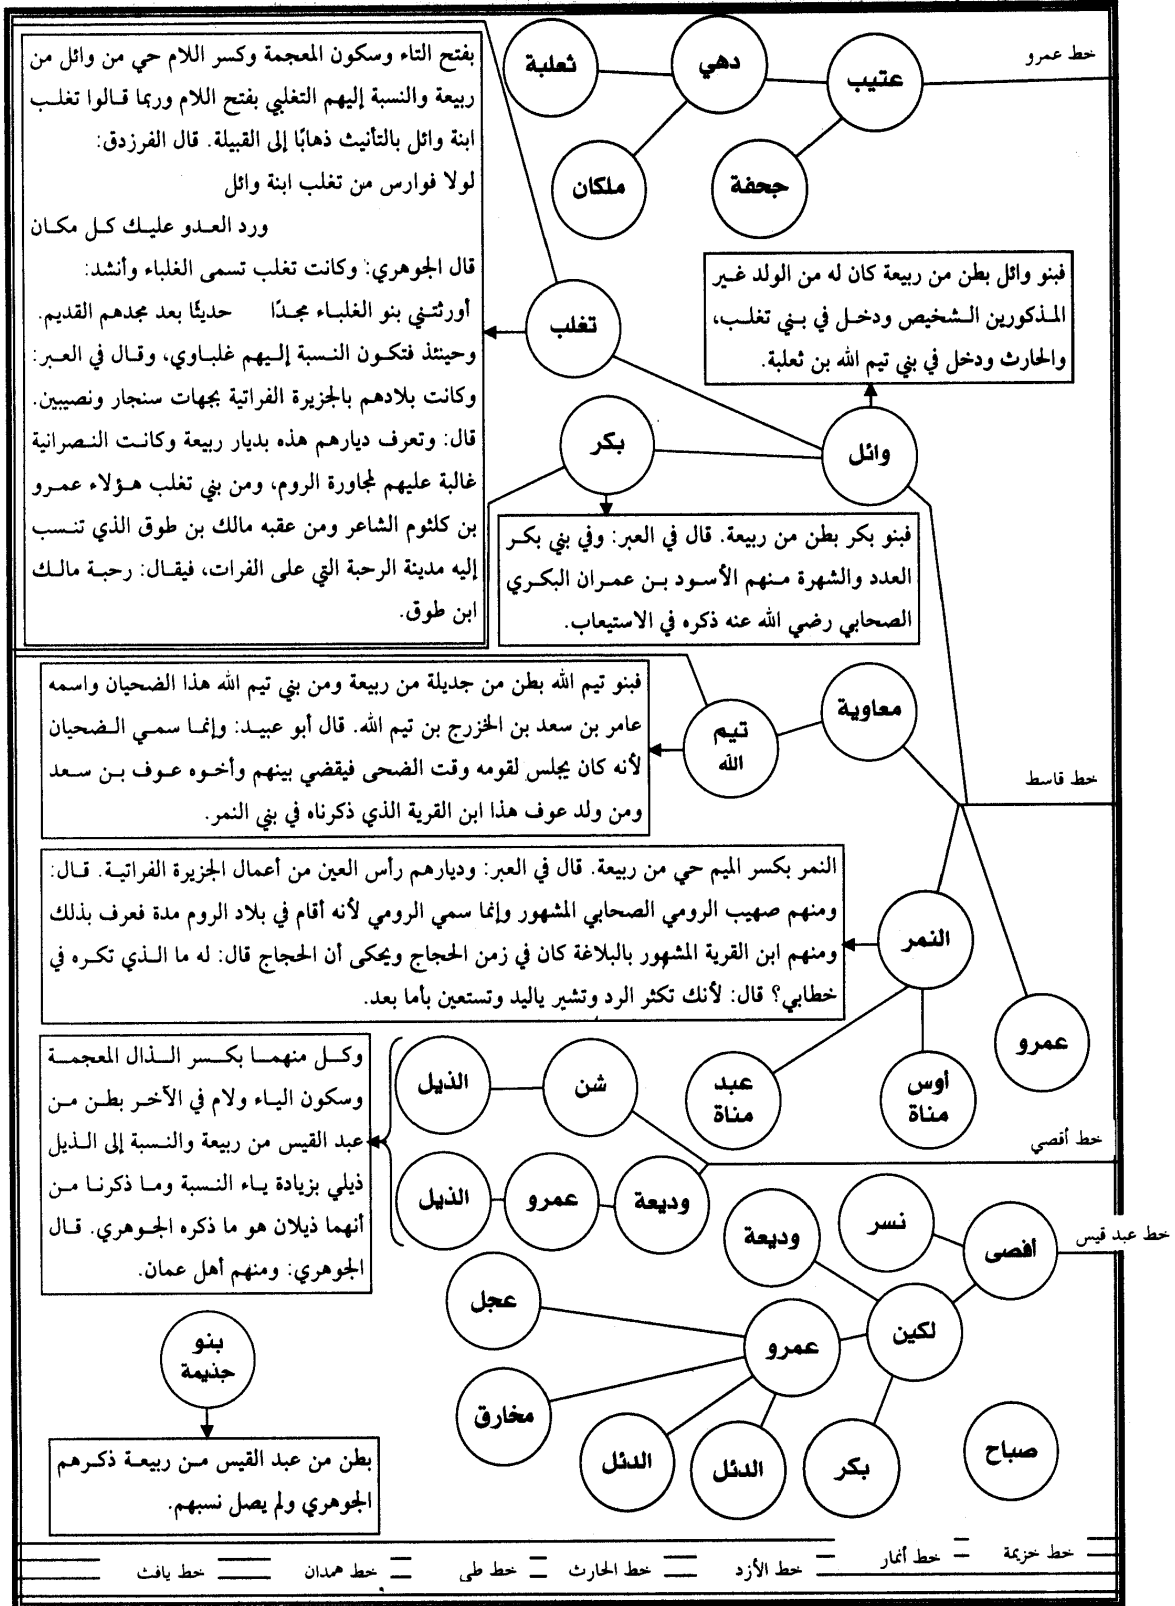 خط عمرو
عتيب
دهي
ثعلبة
جحفة
ملكان
بفتح التاء وسكون المعجمة وكسر اللام حي من وائل من
ربيعة والنسبة إليهم التغلبي بفتح اللام وربما قالوا تغلب
ابنة وائل بالتأنيث ذهابًا إلى القبيلة. قال الفرزدق:
لولا فوارس من تغلب ابنة وائل
ورد العدو عليك كل مكان
قال الجوهري: وكانت تغلب تسمى الغلباء وأنشد:
أورثتني بنو الغلباء مجدًا حديثًا بعد مجدهم القديم.
وحينئذ فتكون النسبة إليهم غلباوي، وقال في العبر:
وكانت بلادهم بالجزيرة الفراتية بجهات سنجار ونصيبين.
قال: وتعرف ديارهم هذه بديار ربيعة وكانت النصرانية
غالبة عليهم لمجاورة الروم، ومن بني تغلب هؤلاء عمرو
بن كلثوم الشاعر ومن عقبه مالك بن طوق الذي تنسب
إليه مدينة الرحبة التي على الفرات، فيقال: رحبة مالك
ابن طوق.
فبنو وائل بطن من ربيعة كان له من الولد غير
المذكورين الشخيص ودخل في بني تغلب،
والحارث ودخل في بني تيم الله بن ثعلبة.
تغلب
وائل
بكر
فبنو بكر بطن من ربيعة. قال في العبر: وفي بني بكر
العدد والشهرة منهم الأسود بن عمران البكري
الصحابي رضي الله عنه ذكره في الاستيعاب.
معاوية
تيم
الله
فبنو تيم الله بطن من جديلة من ربيعة ومن بني تيم الله هذا الضحيان واسمه
عامر بن سعد بن الخزرج بن تيم الله. قال أبو عبيد: وإنما سمي الضحيان
لأنه كان يجلس لقومه وقت الضحى فيقضي بينهم وأخوه عوف بن سعد
ومن ولد عوف هذا ابن القرية الذي ذكرناه في بني النمر.
خط قاسط
النمر بكسر الميم حي من ربيعة. قال في العبر: وديارهم رأس العين من أعمال الجزيرة الفراتية. قال:
ومنهم صهيب الرومي الصحابي المشهور وإنما سمي الرومي لأنه أقام في بلاد الروم مدة فعرف بذلك
ومنهم ابن القرية المشهور بالبلاغة كان في زمن الحجاج ويحكى أن الحجاج قال: له ما الذي تكره في
خطابي؟ قال: لأنك تكثر الرد وتشير ياليد وتستعين بأما بعد.
النمر
عمرو
أوس
مناة
عبد
مناة
خط أقصي
شن
الذيل
وديعة
عمرو
الذيل
وكل منهما بكسر الذال المعجمة
وسكون الياء ولام في الآخر بطن من
عبد القيس من ربيعة والنسبة إلى الذيل
ذيلي بزيادة ياء النسبة وما ذكرنا من
أنهما ذيلان هو ما ذكره الجوهري. قال
الجوهري: ومنهم أهل عمان.
خط عبد قيس
أفصى
نسر
وديعة
لكين
عمرو
عجل
مخارق
الدئل
الدئل
بكر
صباح
بنو
جذيمة
بطن من عبد القيس من ربيعة ذكرهم
الجوهري ولم يصل نسبهم.
خط خزيمة
خط أنمار
خط الأزد
خط الحارث
خط طى
خط همدان
خط يافث